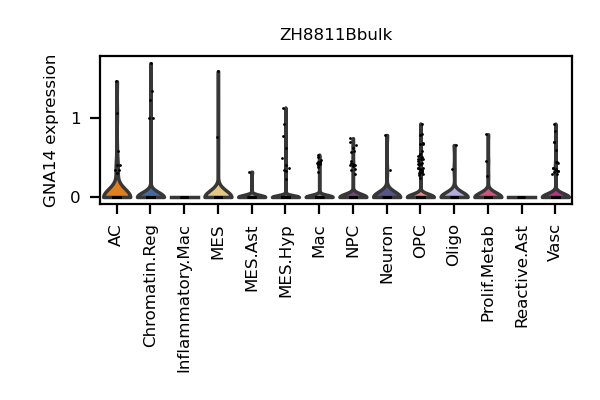 ZH8811Bbulk
GNA14 expression
1
0
AC
Chromatin.Reg
Inflammatory.Mac
MES
MES.Ast
MES.Hyp
Mac
NPC
Neuron
OPC
Oligo
Prolif.Metab
Reactive.Ast
Vasc